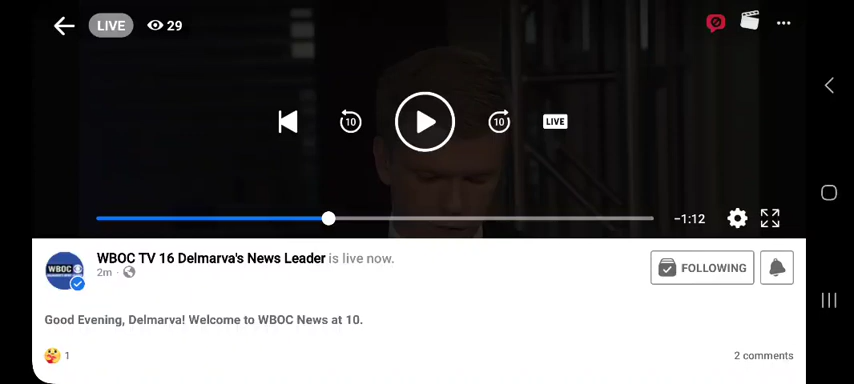 LIVE 29
10 10 LIVE
-1:12
WBOC TV 16 Delmarva's News Leader is live now.
2m ·
WBOC
FOLLOWING
Good Evening, Delmarva! Welcome to WBOC News at 10.
1
2 comments